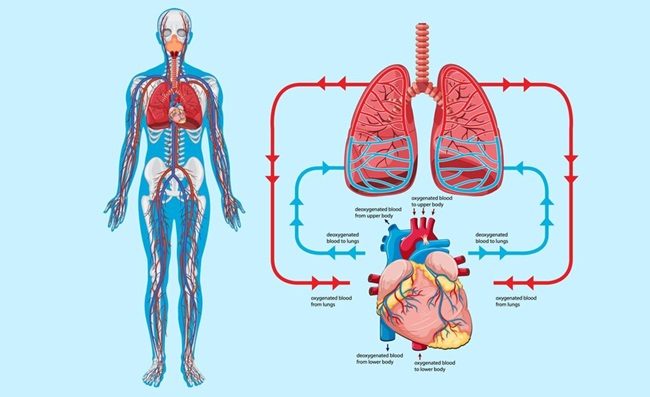 deoxygenated blood
from upper body
oxygenated blood
to upper body
deoxygenated
blood to lungs
deoxygenated
blood to lungs
oxygenated blood
from lungs
oxygenated blood
from lungs
deoxygenated blood
from lower body
oxygenated blood
to lower body